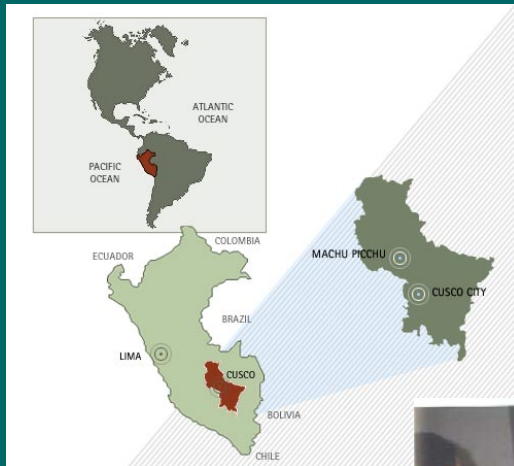 ATLANTIC
OCEAN
PACIFIC
OCEAN
COLOMBIA
ECUADOR
MACHU PICCHU
CUSCO CITY
BRAZIL
LIMA
CUSCO
BOLIVIA
CHILE